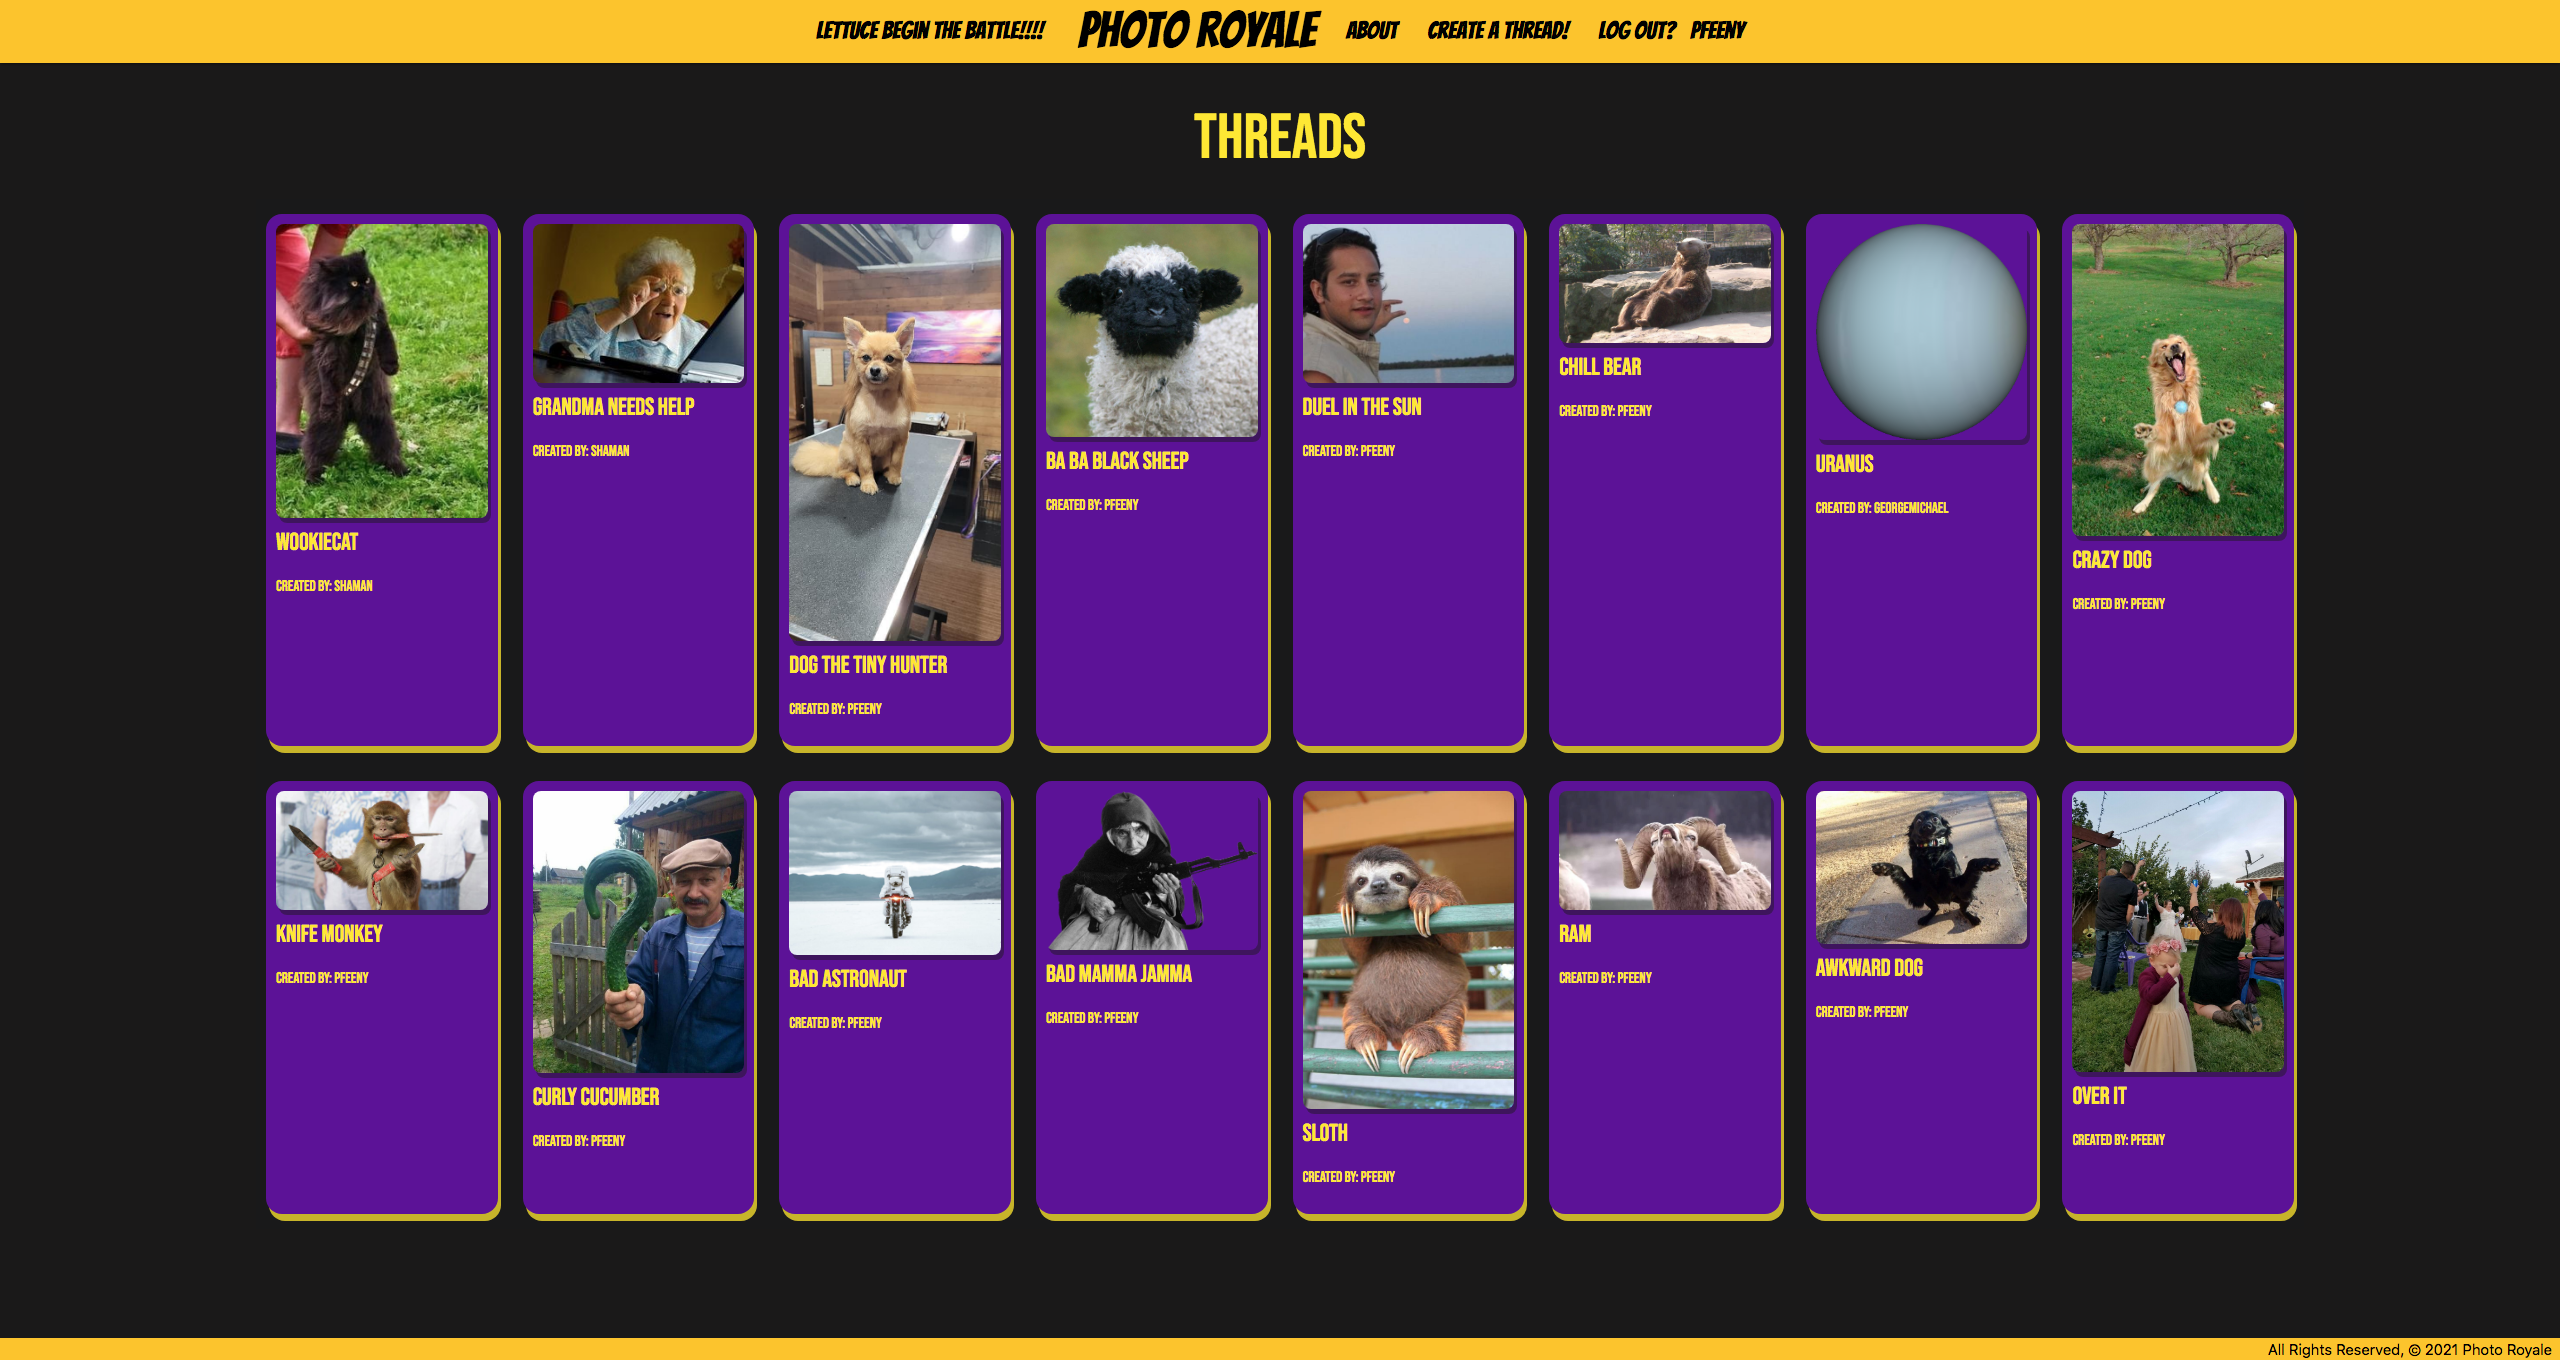 LETTUCE BEGIN THE BATTLE!!!!
PHOTO ROYALE
ABOUT
CREATE A THREAD!
LOG OUT?
PFEENY
THREADS
WOOKIECAT
CREATED BY: SHAMAN
GRANDMA NEEDS HELP
CREATED BY: SHAMAN
DOG THE TINY HUNTER
CREATED BY: PFEENY
BA BA BLACK SHEEP
CREATED BY: PFEENY
DUEL IN THE SUN
CREATED BY: PFEENY
CHILL BEAR
CREATED BY: PFEENY
URANUS
CREATED BY: GEORGEMICHAEL
CRAZY DOG
CREATED BY: PFEENY
KNIFE MONKEY
CREATED BY: PFEENY
CURLY CUCUMBER
CREATED BY: PFEENY
BAD ASTRONAUT
CREATED BY: PFEENY
BAD MAMMA JAMMA
CREATED BY: PFEENY
SLOTH
CREATED BY: PFEENY
RAM
CREATED BY: PFEENY
AWKWARD DOG
CREATED BY: PFEENY
OVER IT
CREATED BY: PFEENY
All Rights Reserved, © 2021 Photo Royale